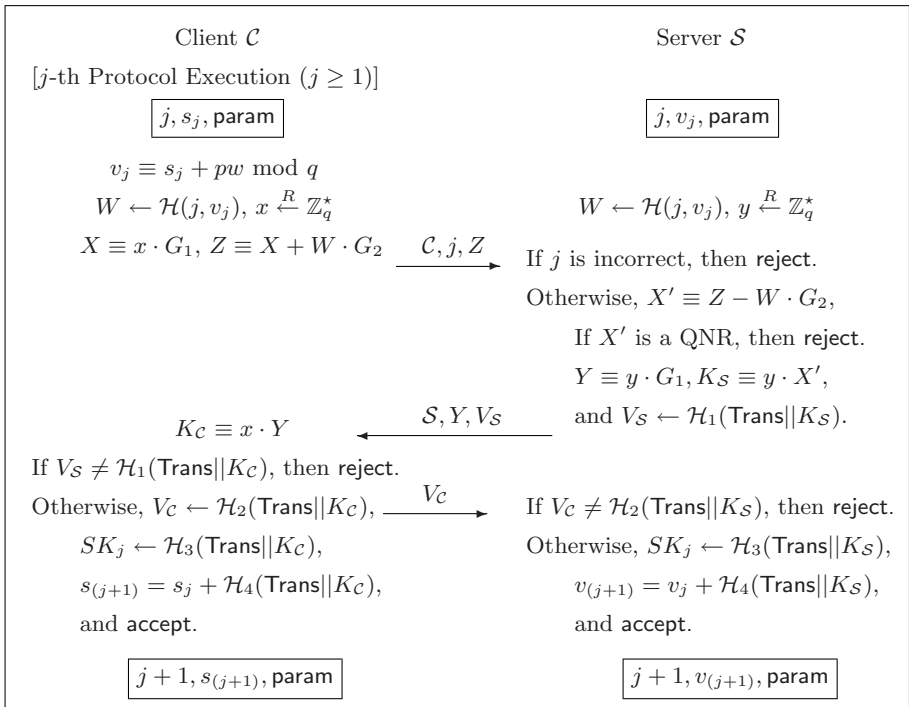 Client 𝒞 Server 𝒮
[j-th Protocol Execution (j ≥ 1)]
j, s_j, param j, v_j, param
v_j ≡ s_j + pw mod q
W ← ℋ(j, v_j), x ←^R ℤ_q^⋆ W ← ℋ(j, v_j), y ←^R ℤ_q^⋆
X ≡ x · G_1, Z ≡ X + W · G_2 𝒞, j, Z If j is incorrect, then reject.
Otherwise, X′ ≡ Z − W · G_2,
If X′ is a QNR, then reject.
Y ≡ y · G_1, K_𝒮 ≡ y · X′,
K_𝒞 ≡ x · Y 𝒮, Y, V_𝒮 and V_𝒮 ← ℋ_1(Trans||K_𝒮).
If V_𝒮 ≠ ℋ_1(Trans||K_𝒞), then reject.
Otherwise, V_𝒞 ← ℋ_2(Trans||K_𝒞), V_𝒞 If V_𝒞 ≠ ℋ_2(Trans||K_𝒮), then reject.
SK_j ← ℋ_3(Trans||K_𝒞), Otherwise, SK_j ← ℋ_3(Trans||K_𝒮),
s_(j+1) = s_j + ℋ_4(Trans||K_𝒞), v_(j+1) = v_j + ℋ_4(Trans||K_𝒮),
and accept. and accept.
j + 1, s_(j+1), param j + 1, v_(j+1), param